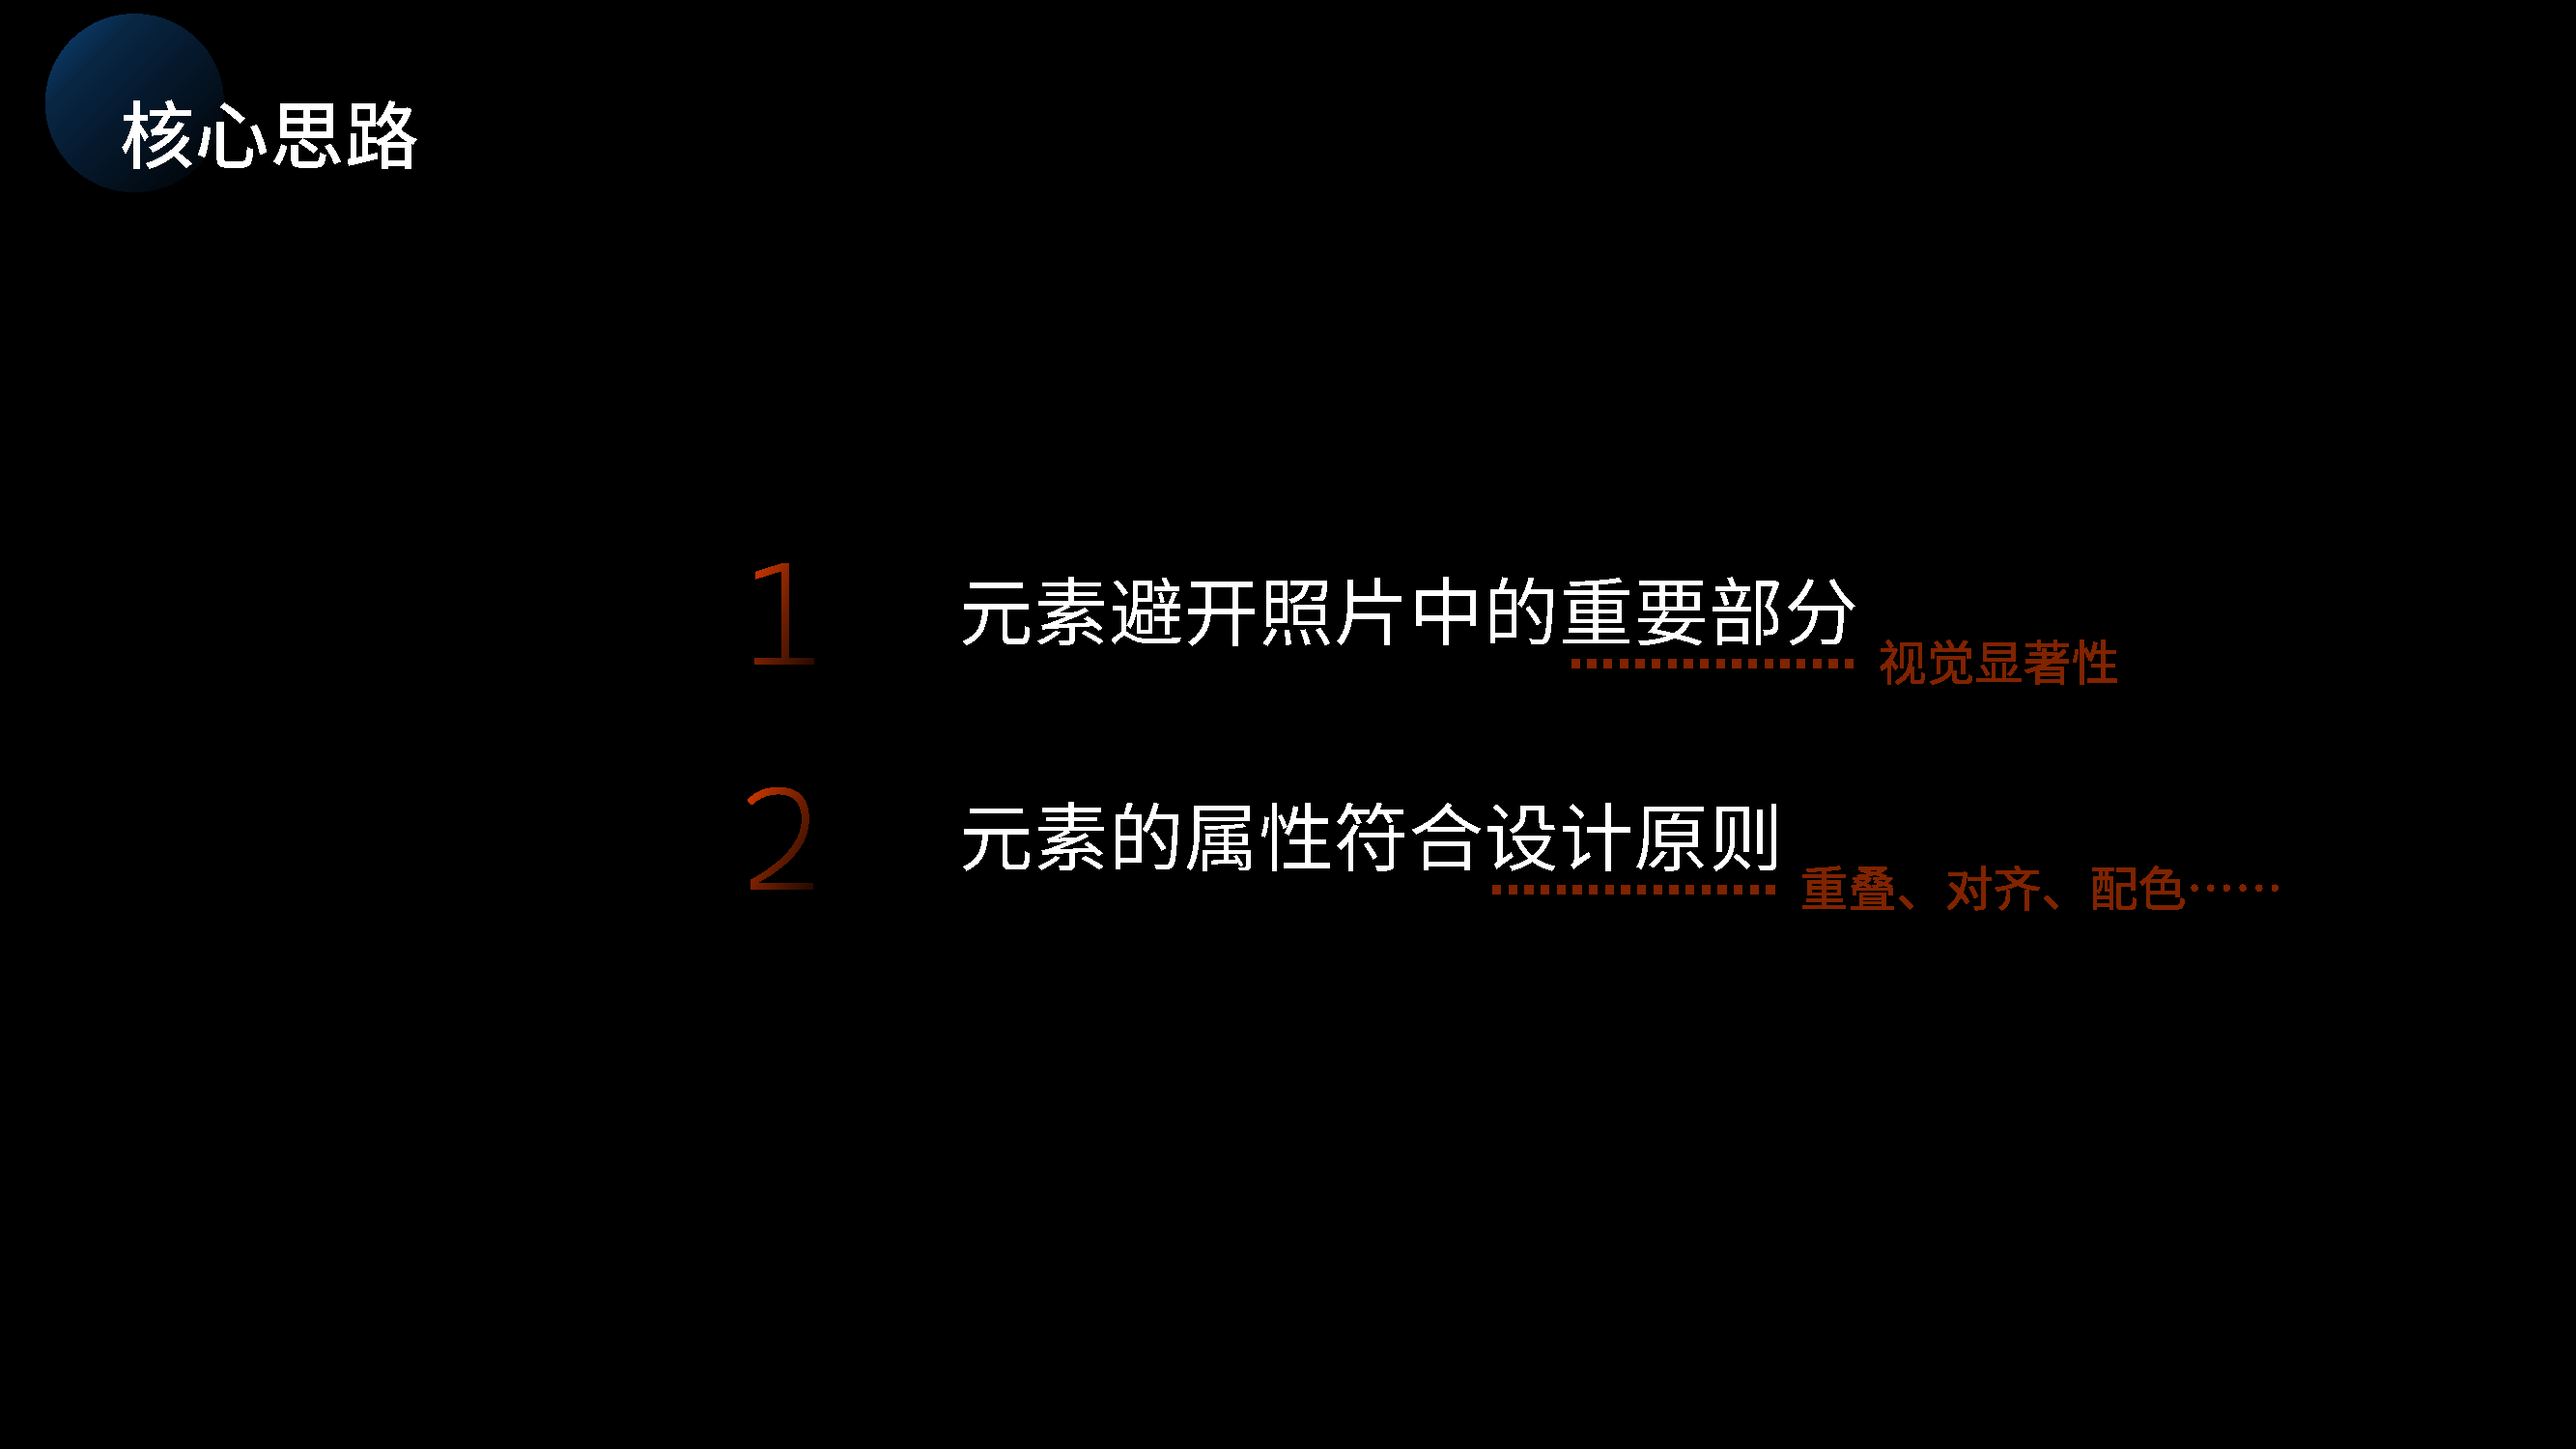 核心思路
1 元素避开照片中的重要部分
视觉显著性
2 元素的属性符合设计原则
重叠、对齐、配色……